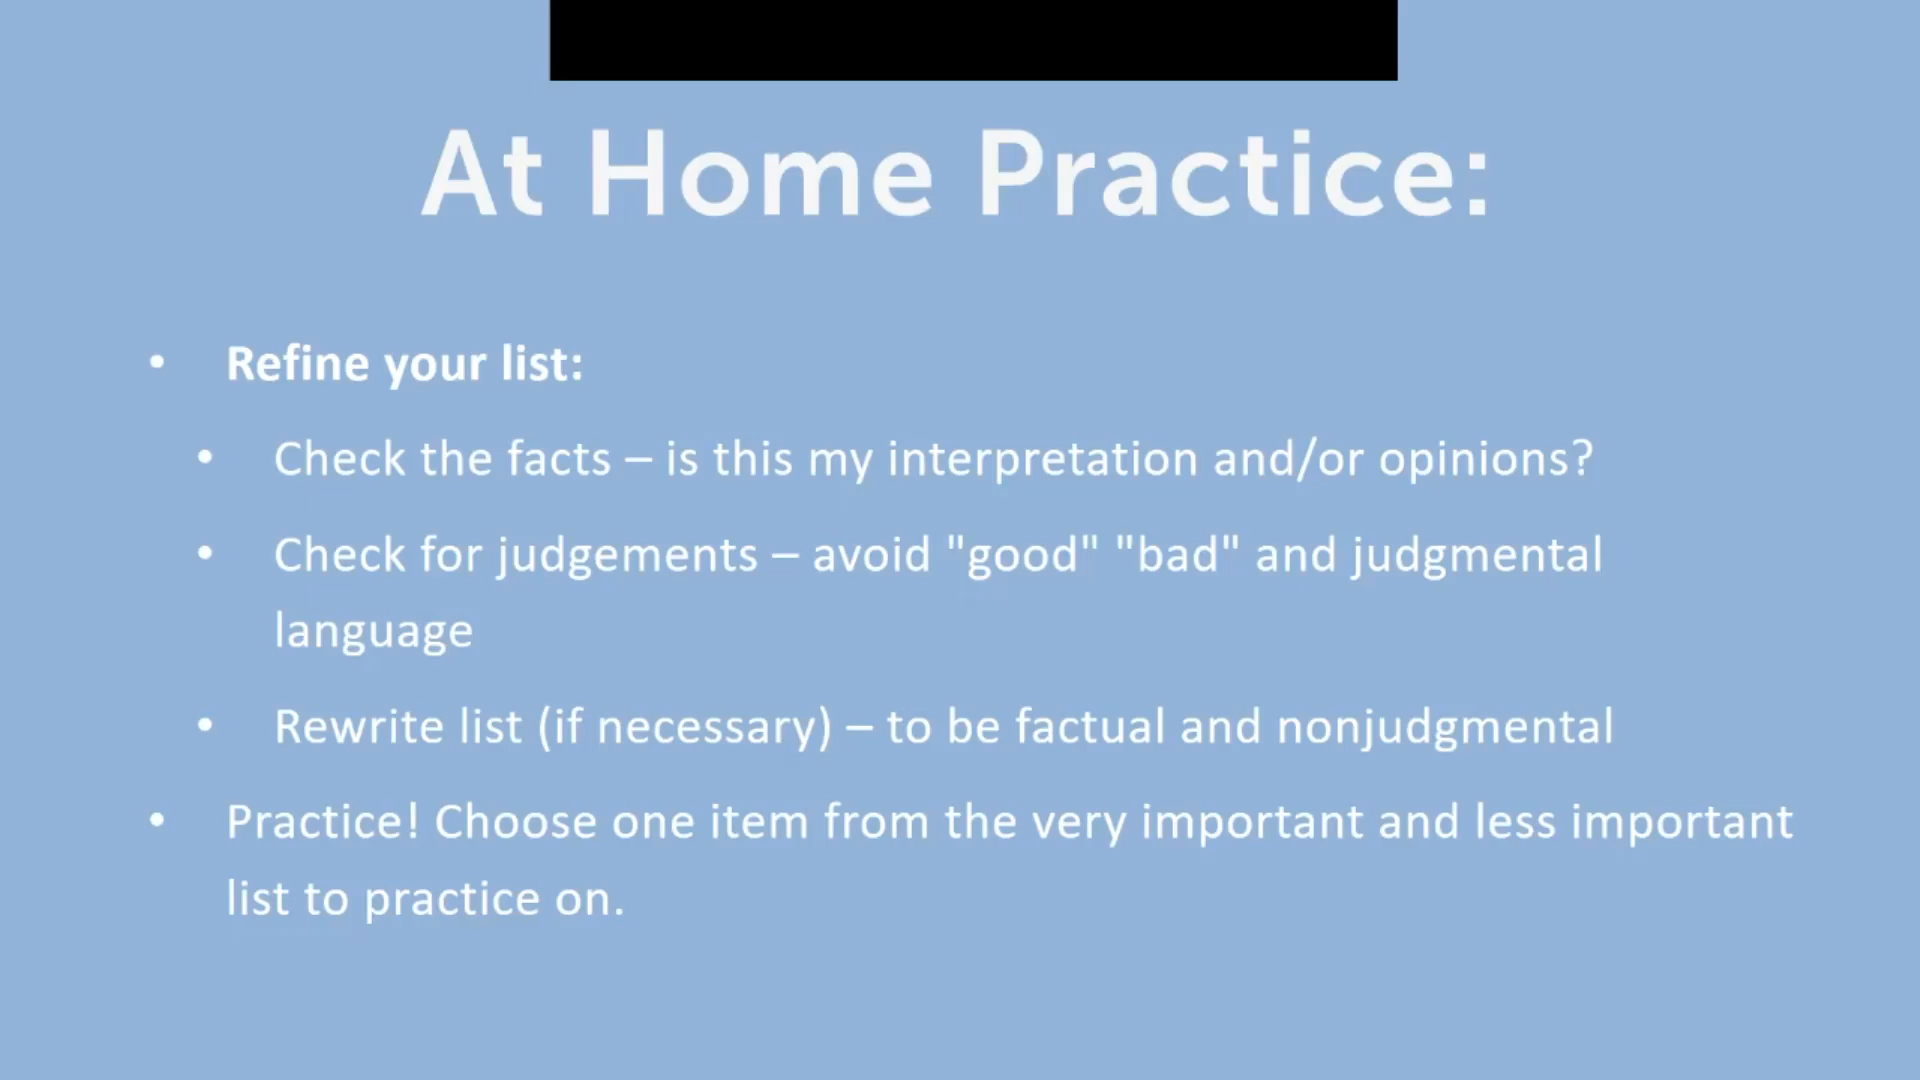 At Home Practice:
• Refine your list:
• Check the facts – is this my interpretation and/or opinions?
• Check for judgements – avoid "good" "bad" and judgmental
language
• Rewrite list (if necessary) – to be factual and nonjudgmental
• Practice! Choose one item from the very important and less important
list to practice on.